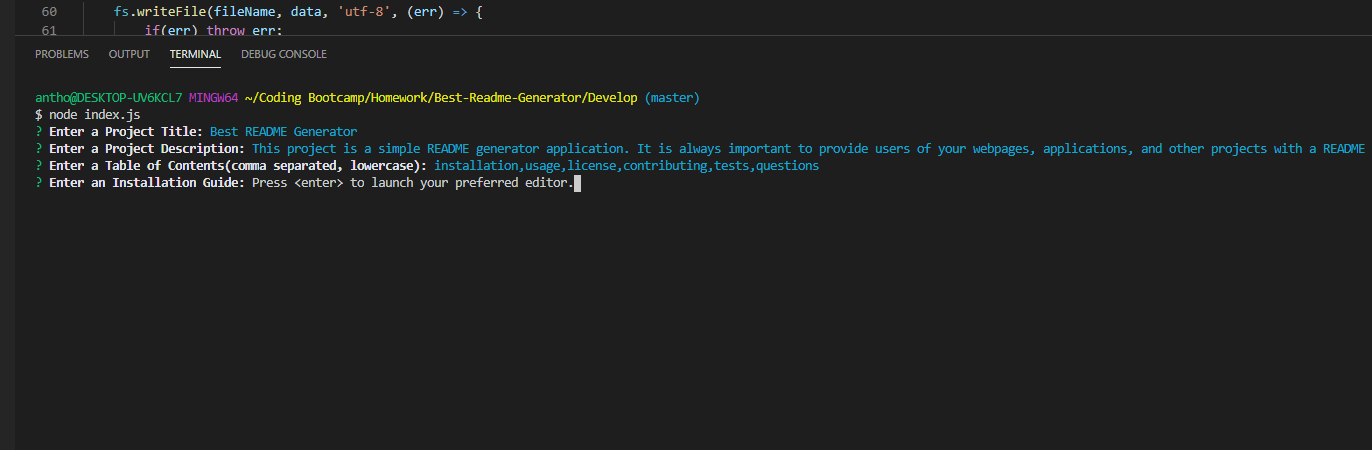 60 fs.writeFile(fileName, data, 'utf-8', (err) => {
61 if(err) throw err;
PROBLEMS OUTPUT TERMINAL DEBUG CONSOLE
antho@DESKTOP-UV6KCL7 MINGW64 ~/Coding Bootcamp/Homework/Best-Readme-Generator/Develop (master)
$ node index.js
? Enter a Project Title: Best README Generator
? Enter a Project Description: This project is a simple README generator application. It is always important to provide users of your webpages, applications, and other projects with a README
? Enter a Table of Contents(comma separated, lowercase): installation,usage,license,contributing,tests,questions
? Enter an Installation Guide: Press <enter> to launch your preferred editor.